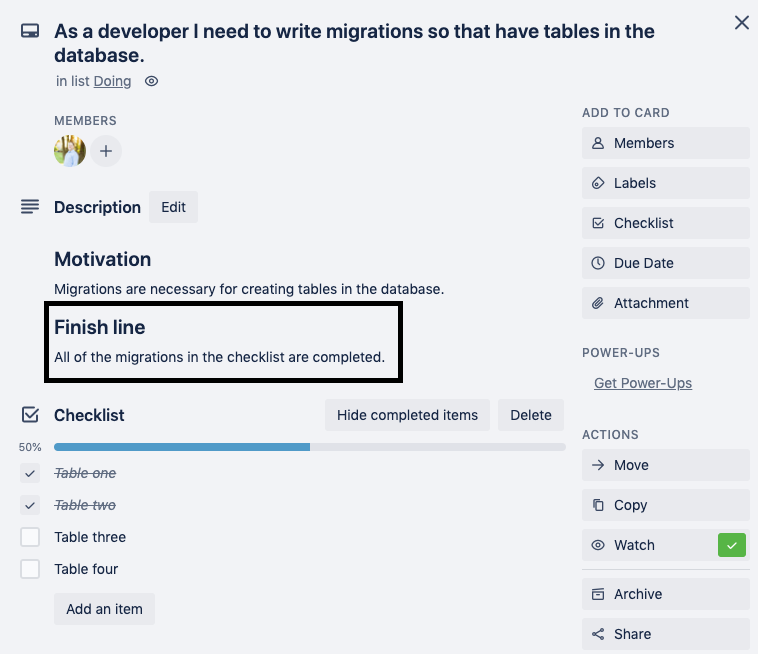 As a developer I need to write migrations so that have tables in the
database.
in list Doing
MEMBERS
Description
Edit
Motivation
Migrations are necessary for creating tables in the database.
Finish line
All of the migrations in the checklist are completed.
Checklist
Hide completed items
Delete
50%
Table one
Table two
Table three
Table four
Add an item
ADD TO CARD
Members
Labels
Checklist
Due Date
Attachment
POWER-UPS
Get Power-Ups
ACTIONS
Move
Copy
Watch
Archive
Share